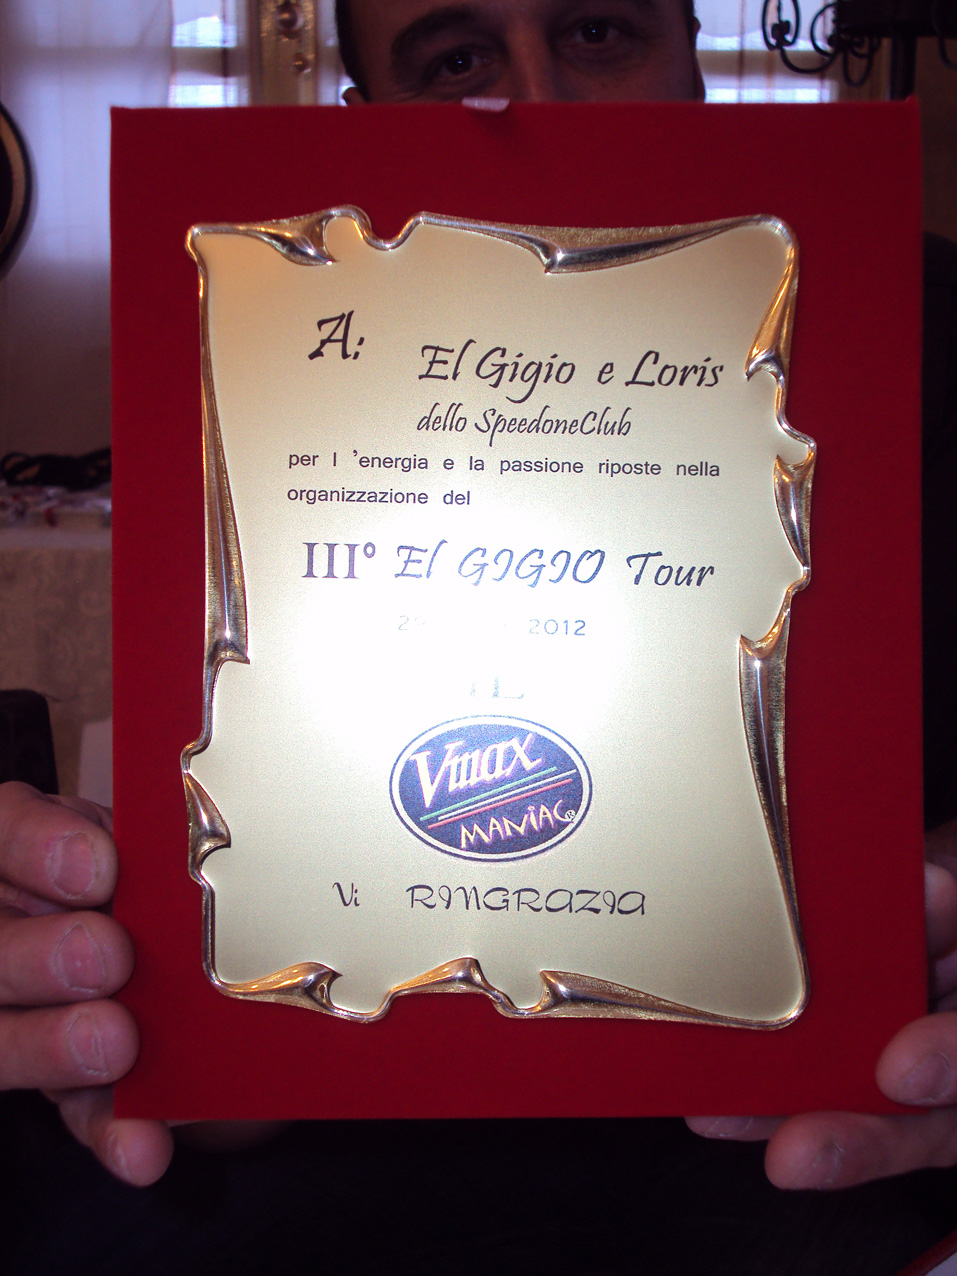 A:
El Gigio e Loris
dello SpeedoneClub
per l 'energia e la passione riposte nella
organizzazione del
III° El GIGIO Tour
2012
Vmax
MANIAC®
Vi RINGRAZIA